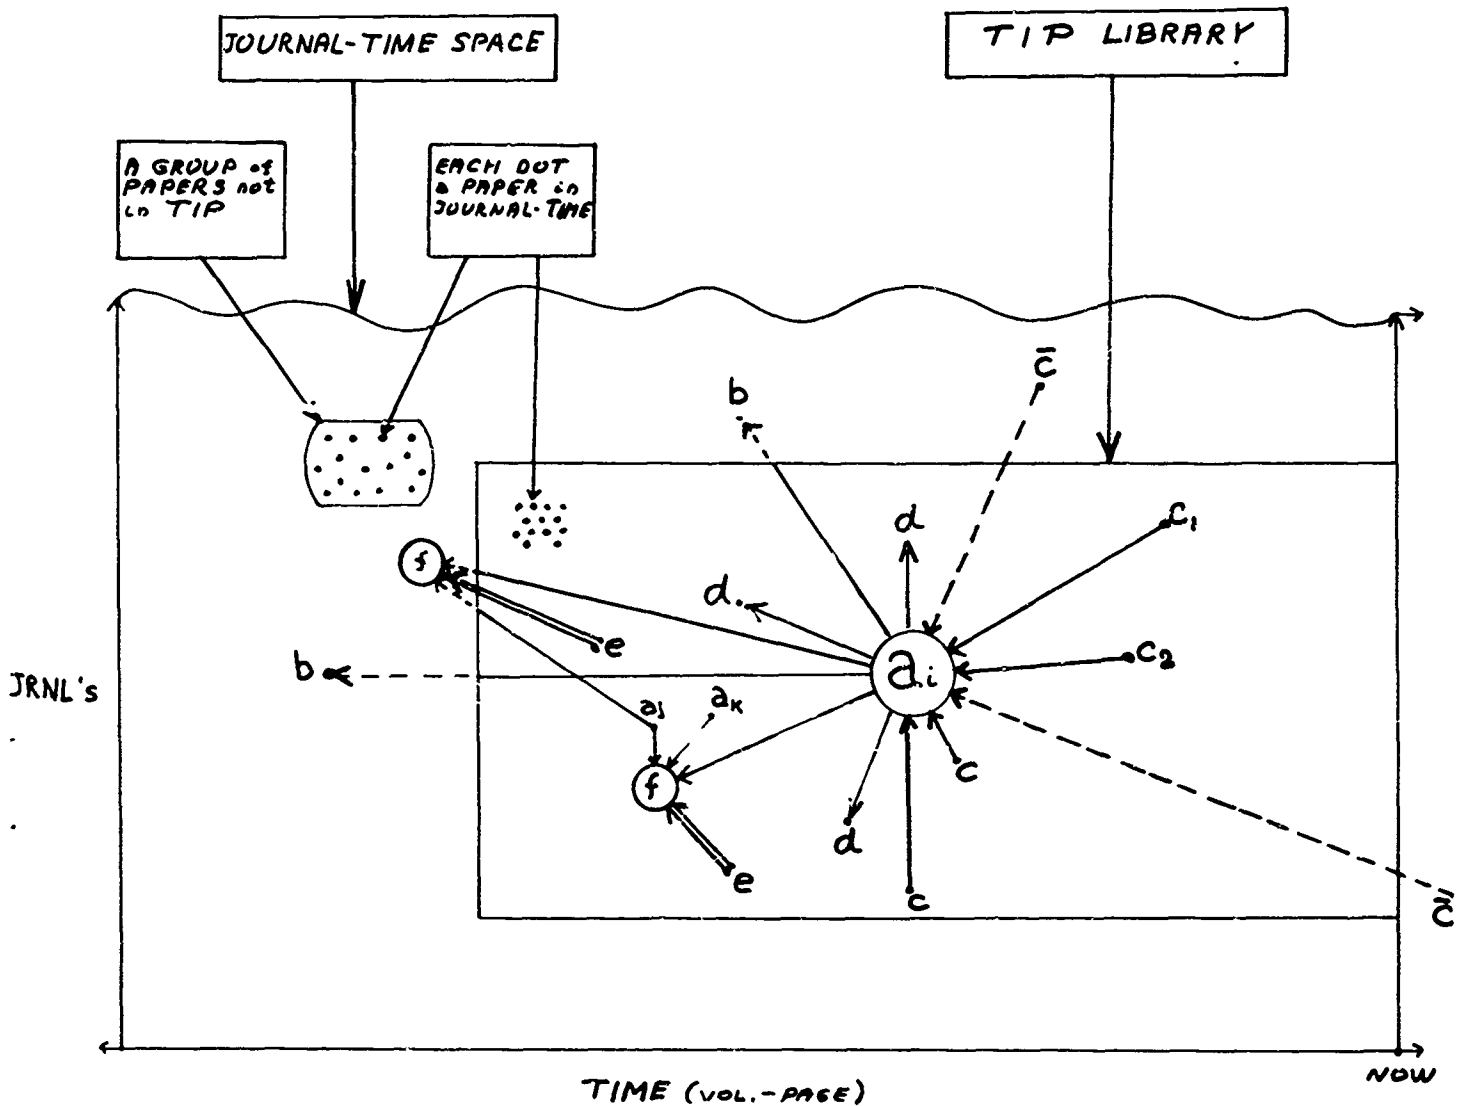 JOURNAL-TIME SPACE
TIP LIBRARY
A GROUP of
PAPERS not
in TIP
EACH DOT
a PAPER in
JOURNAL-TIME
b
c̄
d
c₁
f
d
e
c₂
b
aᵢ
JRNL's
aⱼ
aₖ
c
f
d
e
c
c̄
NOW
TIME (VOL.-PAGE)